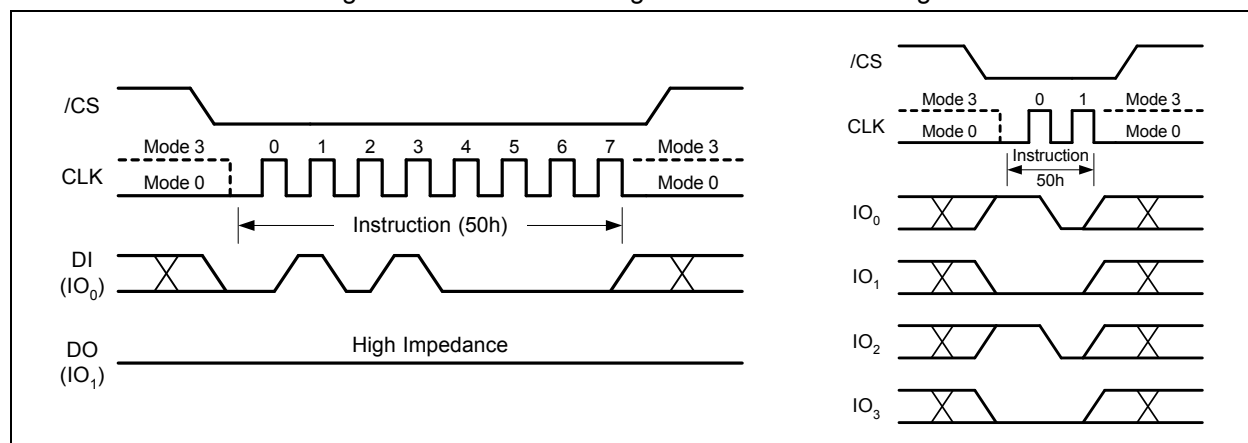 /CS
Mode 3 0 1 2 3 4 5 6 7 Mode 3
CLK
Mode 0 Mode 0
Instruction (50h)
DI
(IO0)
DO
(IO1)
High Impedance
/CS
Mode 3 0 1 Mode 3
CLK
Mode 0 Mode 0
Instruction
50h
IO0
IO1
IO2
IO3